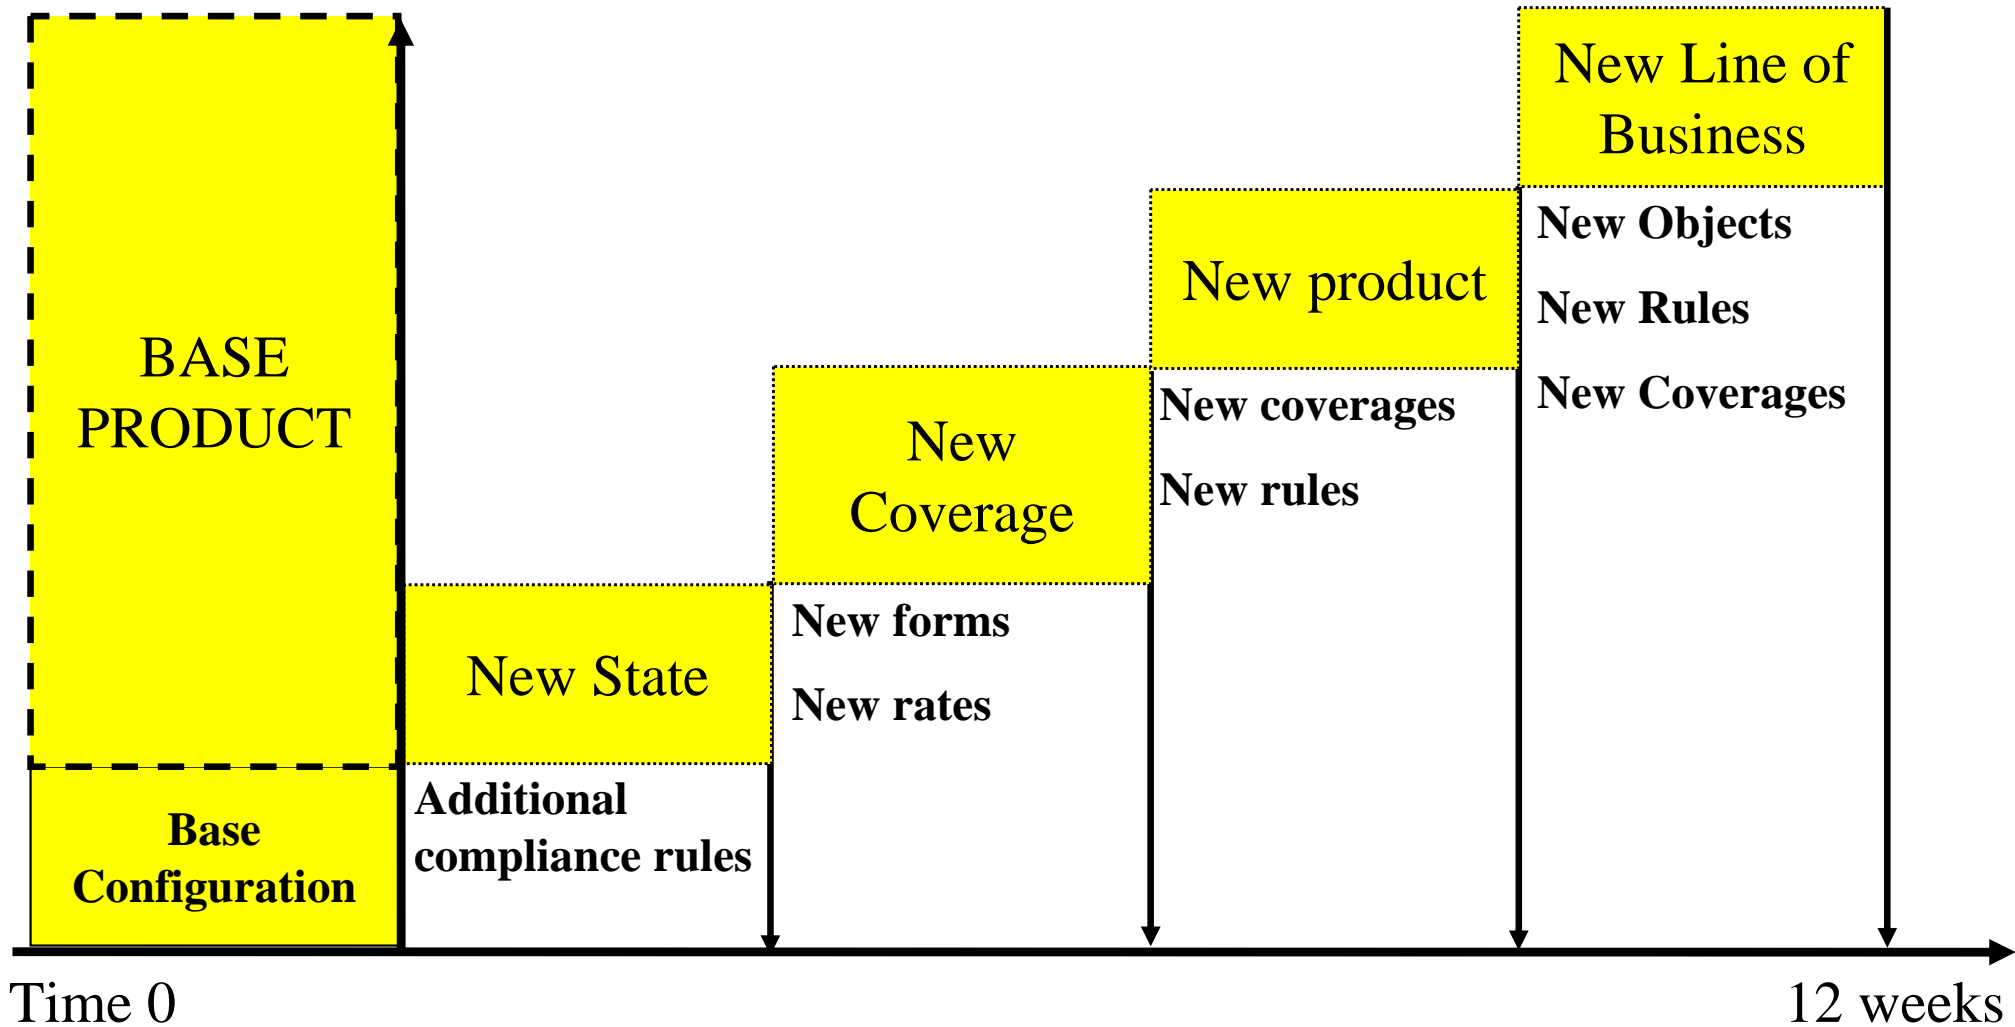 BASE
PRODUCT
Base
Configuration
New State
Additional
compliance rules
New
Coverage
New forms
New rates
New product
New coverages
New rules
New Line of
Business
New Objects
New Rules
New Coverages
Time 0
12 weeks